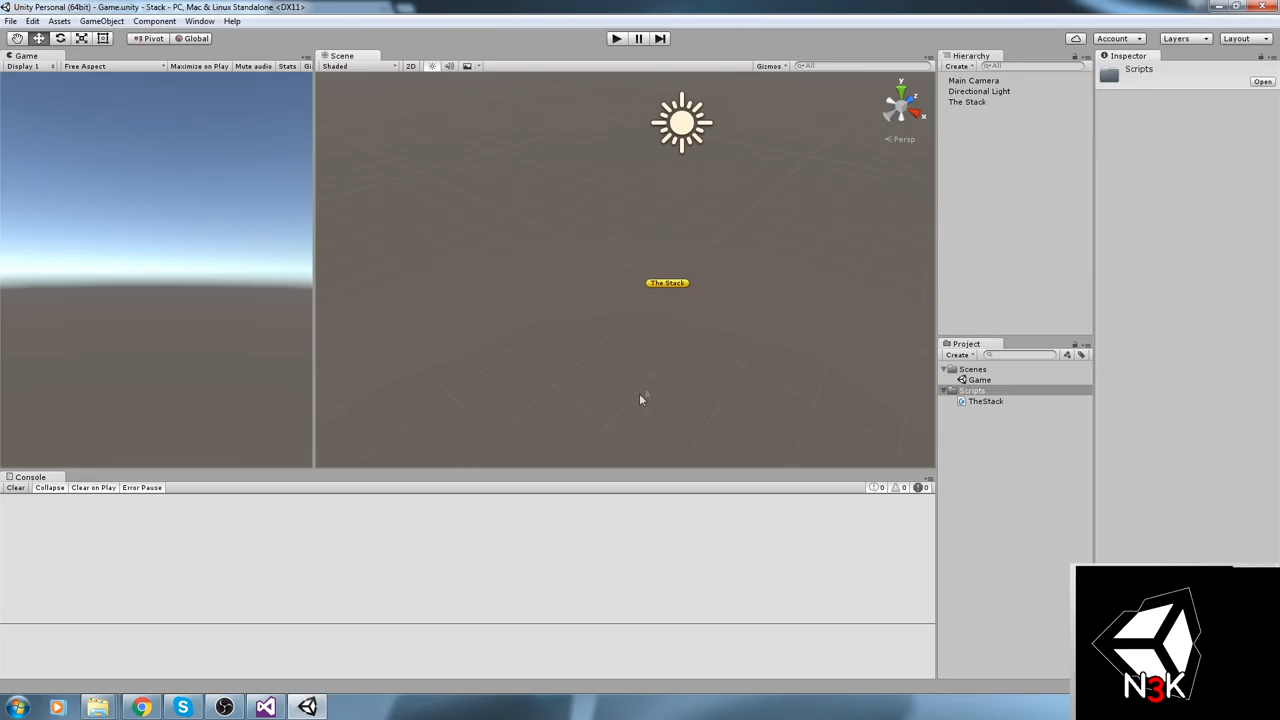 Unity Personal (64bit) - Game.unity - Stack - PC, Mac & Linux Standalone <DX11>
File Edit Assets GameObject Component Window Help
Pivot Global Account Layers Layout
Game Scene Hierarchy Inspector
Display 1 Free Aspect Maximize on Play Mute audio Stats Gi Shaded 2D Gizmos All Create All
Scripts
Open
Main Camera
Directional Light
The Stack
y
z
x
Persp
The Stack
Project
Create
Scenes
Game
Scripts
TheStack
Console
Clear Collapse Clear on Play Error Pause 0 0 0
N3K